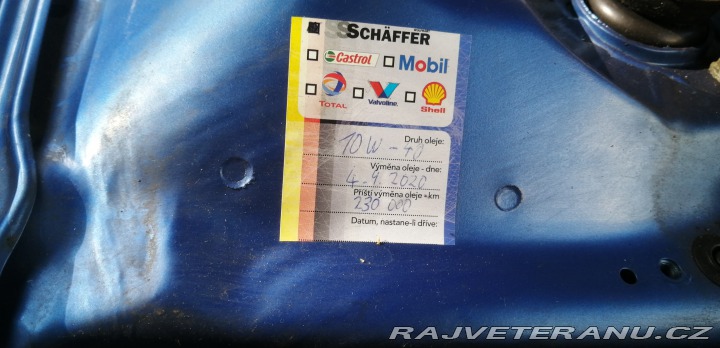 SCHÄFFER
Castrol Mobil
TOTAL Valvoline Shell
Druh oleje:
10W-40
Výměna oleje - dne:
4.9.2020
Příští výměna oleje - km
230 000
Datum, nastane-li dříve:
RAJVETERANU.CZ